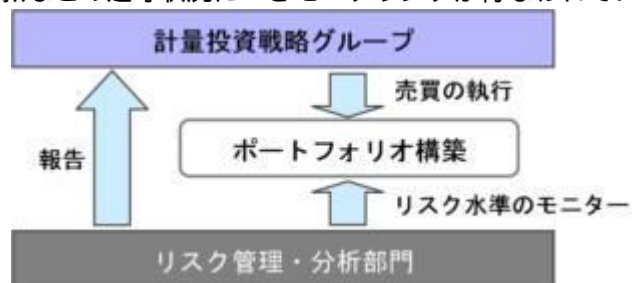 計量投資戦略グループ
売買の執行
報告
ポートフォリオ構築
リスク水準のモニター
リスク管理・分析部門